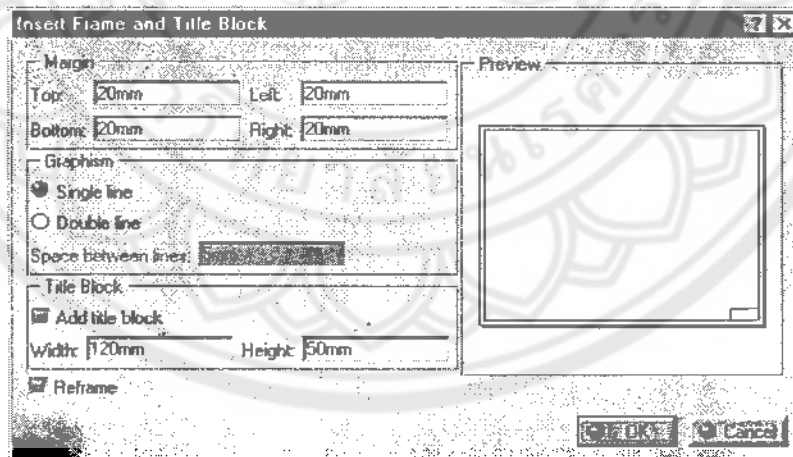 Insert Frame and Title Block
Margin
Top: 20mm Left: 20mm
Bottom: 20mm Right: 20mm
Graphism
Single line
Double line
Space between lines:
Title Block
Add title block
Width: 120mm Height: 50mm
Reframe
Preview
OK Cancel